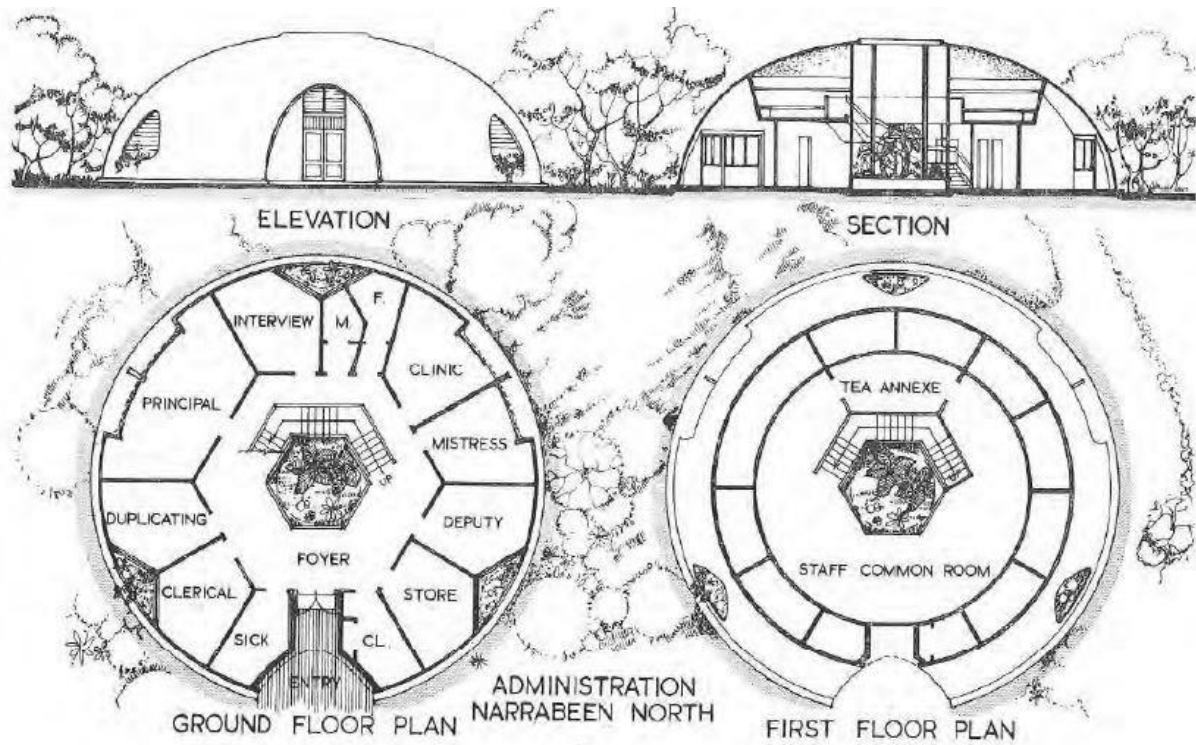 ELEVATION
SECTION
INTERVIEW
M.
F.
CLINIC
PRINCIPAL
MISTRESS
UP
DUPLICATING
DEPUTY
FOYER
CLERICAL
STORE
SICK
CL.
ENTRY
GROUND FLOOR PLAN
ADMINISTRATION
NARRABEEN NORTH
TEA ANNEXE
STAFF COMMON ROOM
FIRST FLOOR PLAN